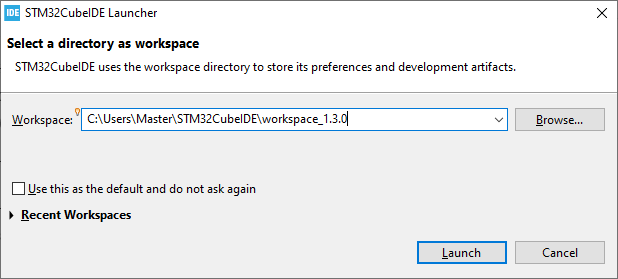 IDE STM32CubeIDE Launcher
Select a directory as workspace
STM32CubeIDE uses the workspace directory to store its preferences and development artifacts.
Workspace: C:\Users\Master\STM32CubeIDE\workspace_1.3.0 Browse...
Use this as the default and do not ask again
Recent Workspaces
Launch Cancel